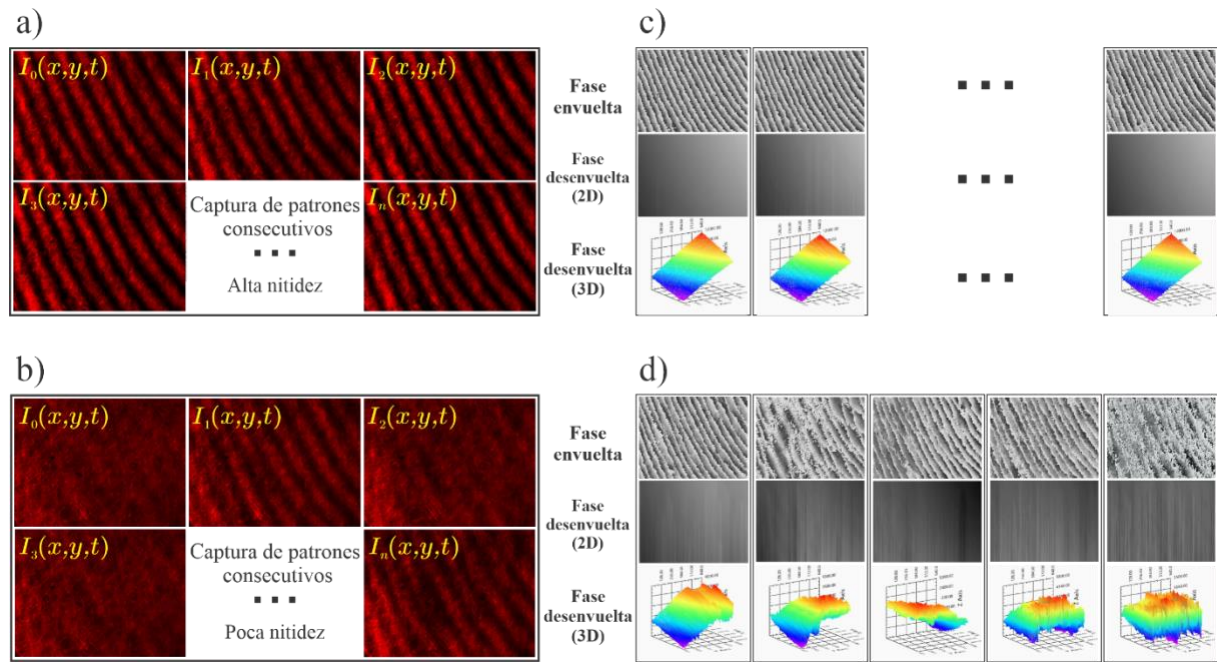 a)
I₀(x,y,t)
I₁(x,y,t)
I₂(x,y,t)
I₃(x,y,t)
Captura de patrones
consecutivos
Alta nitidez
Iₙ(x,y,t)
c)
Fase
envuelta
Fase
desenvuelta
(2D)
Fase
desenvuelta
(3D)
b)
I₀(x,y,t)
I₁(x,y,t)
I₂(x,y,t)
I₃(x,y,t)
Captura de patrones
consecutivos
Poca nitidez
Iₙ(x,y,t)
d)
Fase
envuelta
Fase
desenvuelta
(2D)
Fase
desenvuelta
(3D)